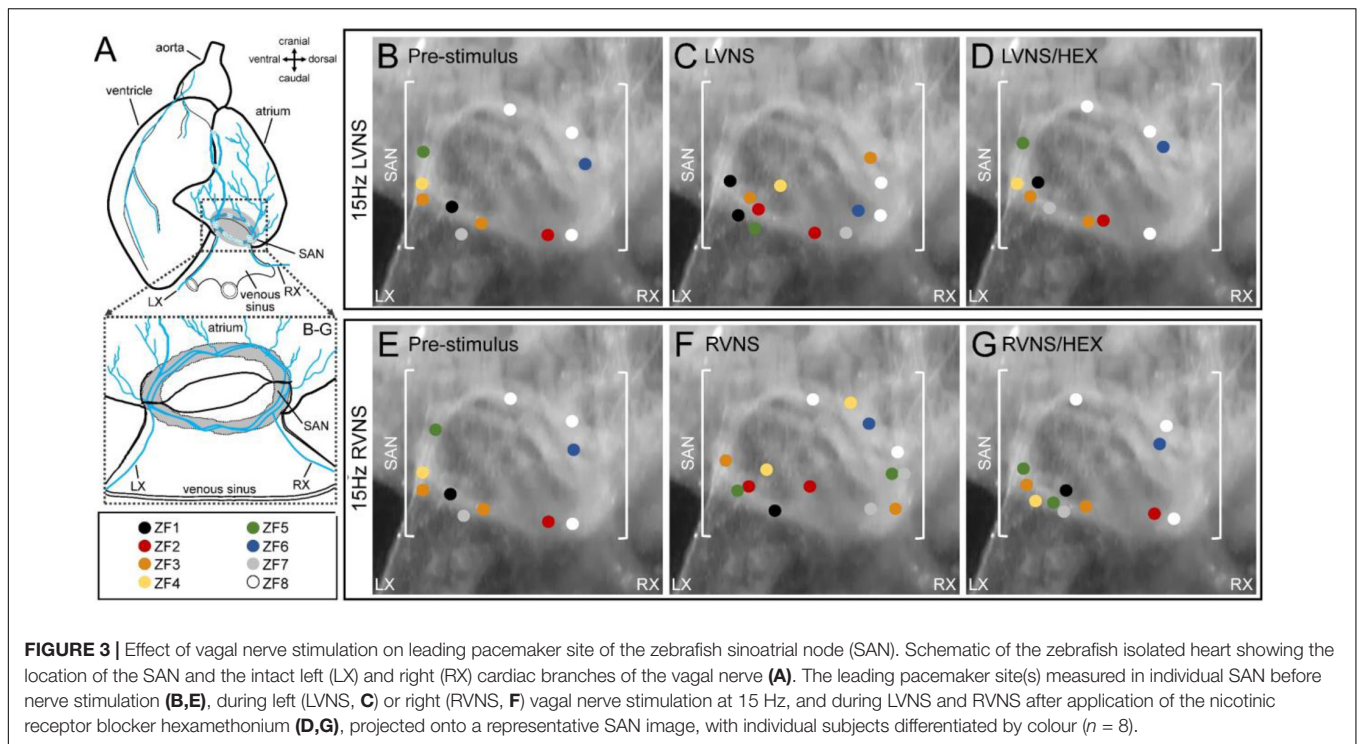 A
aorta
cranial
ventral dorsal
caudal
ventricle
atrium
SAN
LX
RX
venous sinus
B-G
atrium
SAN
LX
RX
venous sinus
ZF1
ZF2
ZF3
ZF4
ZF5
ZF6
ZF7
ZF8
15Hz LVNS
B Pre-stimulus
SAN
LX
RX
C LVNS
SAN
LX
RX
D LVNS/HEX
SAN
LX
RX
15Hz RVNS
E Pre-stimulus
SAN
LX
RX
F RVNS
SAN
LX
RX
G RVNS/HEX
SAN
LX
RX
FIGURE 3 | Effect of vagal nerve stimulation on leading pacemaker site of the zebrafish sinoatrial node (SAN). Schematic of the zebrafish isolated heart showing the
location of the SAN and the intact left (LX) and right (RX) cardiac branches of the vagal nerve (A). The leading pacemaker site(s) measured in individual SAN before
nerve stimulation (B,E), during left (LVNS, C) or right (RVNS, F) vagal nerve stimulation at 15 Hz, and during LVNS and RVNS after application of the nicotinic
receptor blocker hexamethonium (D,G), projected onto a representative SAN image, with individual subjects differentiated by colour (n = 8).